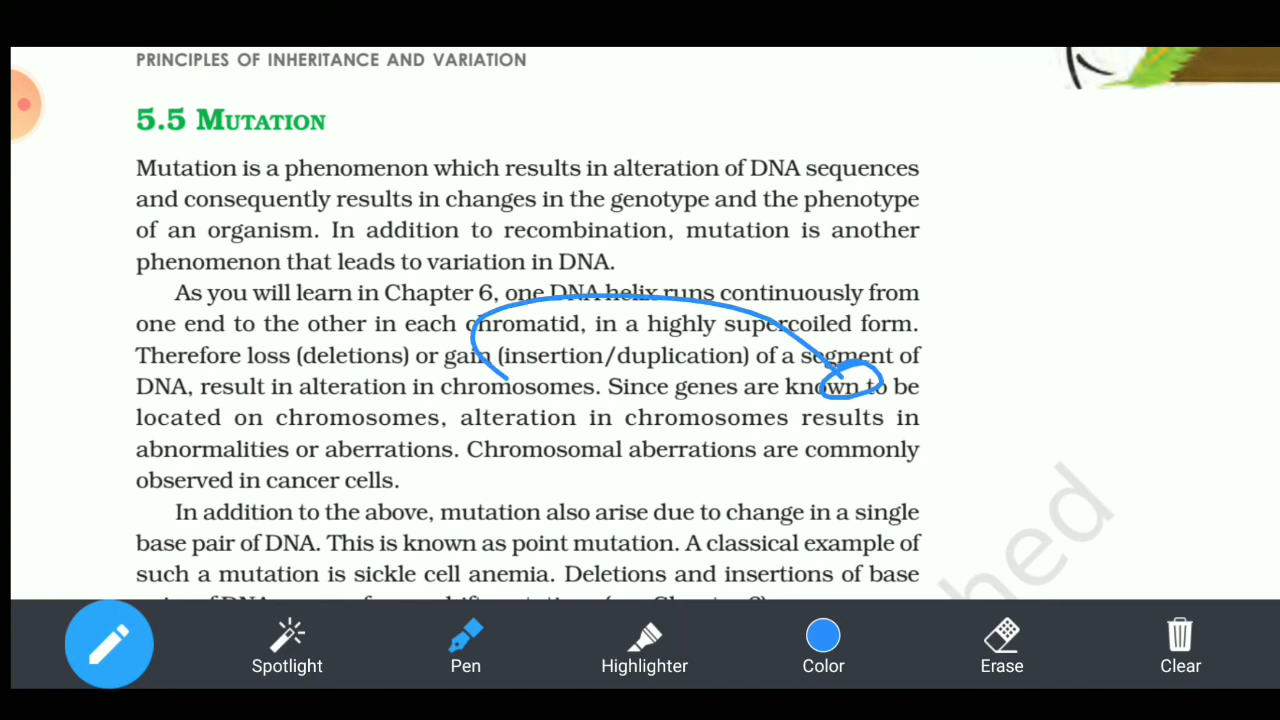 PRINCIPLES OF INHERITANCE AND VARIATION
5.5 MUTATION
Mutation is a phenomenon which results in alteration of DNA sequences
and consequently results in changes in the genotype and the phenotype
of an organism. In addition to recombination, mutation is another
phenomenon that leads to variation in DNA.
As you will learn in Chapter 6, one DNA helix runs continuously from
one end to the other in each chromatid, in a highly supercoiled form.
Therefore loss (deletions) or gain (insertion/duplication) of a segment of
DNA, result in alteration in chromosomes. Since genes are known to be
located on chromosomes, alteration in chromosomes results in
abnormalities or aberrations. Chromosomal aberrations are commonly
observed in cancer cells.
In addition to the above, mutation also arise due to change in a single
base pair of DNA. This is known as point mutation. A classical example of
such a mutation is sickle cell anemia. Deletions and insertions of base
hed
Spotlight
Pen
Highlighter
Color
Erase
Clear